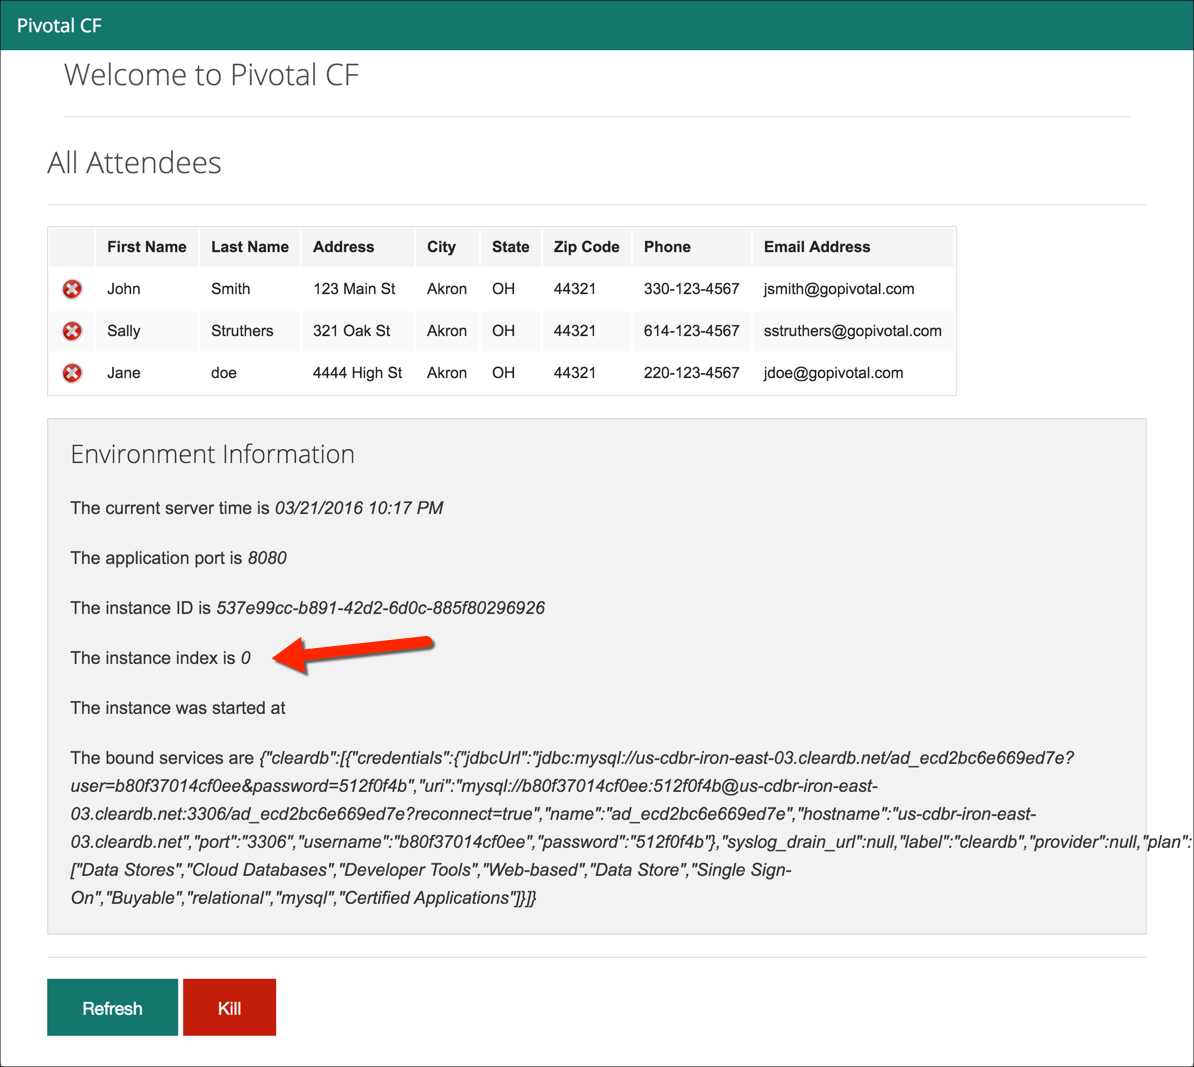 Pivotal CF
Welcome to Pivotal CF
All Attendees
First Name Last Name Address City State Zip Code Phone Email Address
John Smith 123 Main St Akron OH 44321 330-123-4567 jsmith@gopivotal.com
Sally Struthers 321 Oak St Akron OH 44321 614-123-4567 sstruthers@gopivotal.com
Jane doe 4444 High St Akron OH 44321 220-123-4567 jdoe@gopivotal.com
Environment Information
The current server time is 03/21/2016 10:17 PM
The application port is 8080
The instance ID is 537e99cc-b891-42d2-6d0c-885f80296926
The instance index is 0
The instance was started at
The bound services are {"cleardb":[{"credentials":{"jdbcUrl":"jdbc:mysql://us-cdbr-iron-east-03.cleardb.net/ad_ecd2bc6e669ed7e?
user=b80f37014cf0ee&password=512f0f4b","uri":"mysql://b80f37014cf0ee:512f0f4b@us-cdbr-iron-east-
03.cleardb.net:3306/ad_ecd2bc6e669ed7e?reconnect=true","name":"ad_ecd2bc6e669ed7e","hostname":"us-cdbr-iron-east-
03.cleardb.net","port":"3306","username":"b80f37014cf0ee","password":"512f0f4b"},"syslog_drain_url":null,"label":"cleardb","provider":null,"plan":
["Data Stores","Cloud Databases","Developer Tools","Web-based","Data Store","Single Sign-
On","Buyable","relational","mysql","Certified Applications"]}]}
Refresh Kill